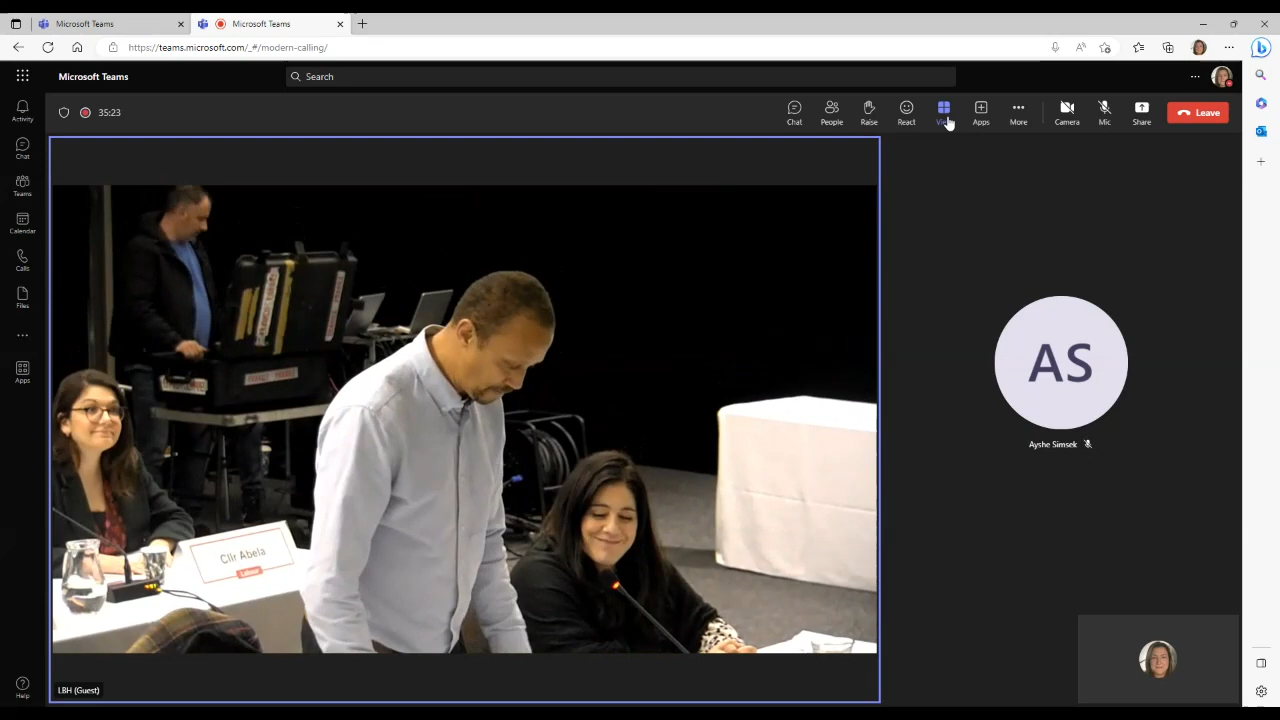 Microsoft Teams
Microsoft Teams
https://teams.microsoft.com/_#/modern-calling/
Microsoft Teams
Search
35:23
Chat
People
Raise
React
View
Apps
More
Camera
Mic
Share
Leave
Activity
Chat
Teams
Calendar
Calls
Files
Apps
Help
Cllr Abela
Labour
AS
Ayshe Simsek
LBH (Guest)